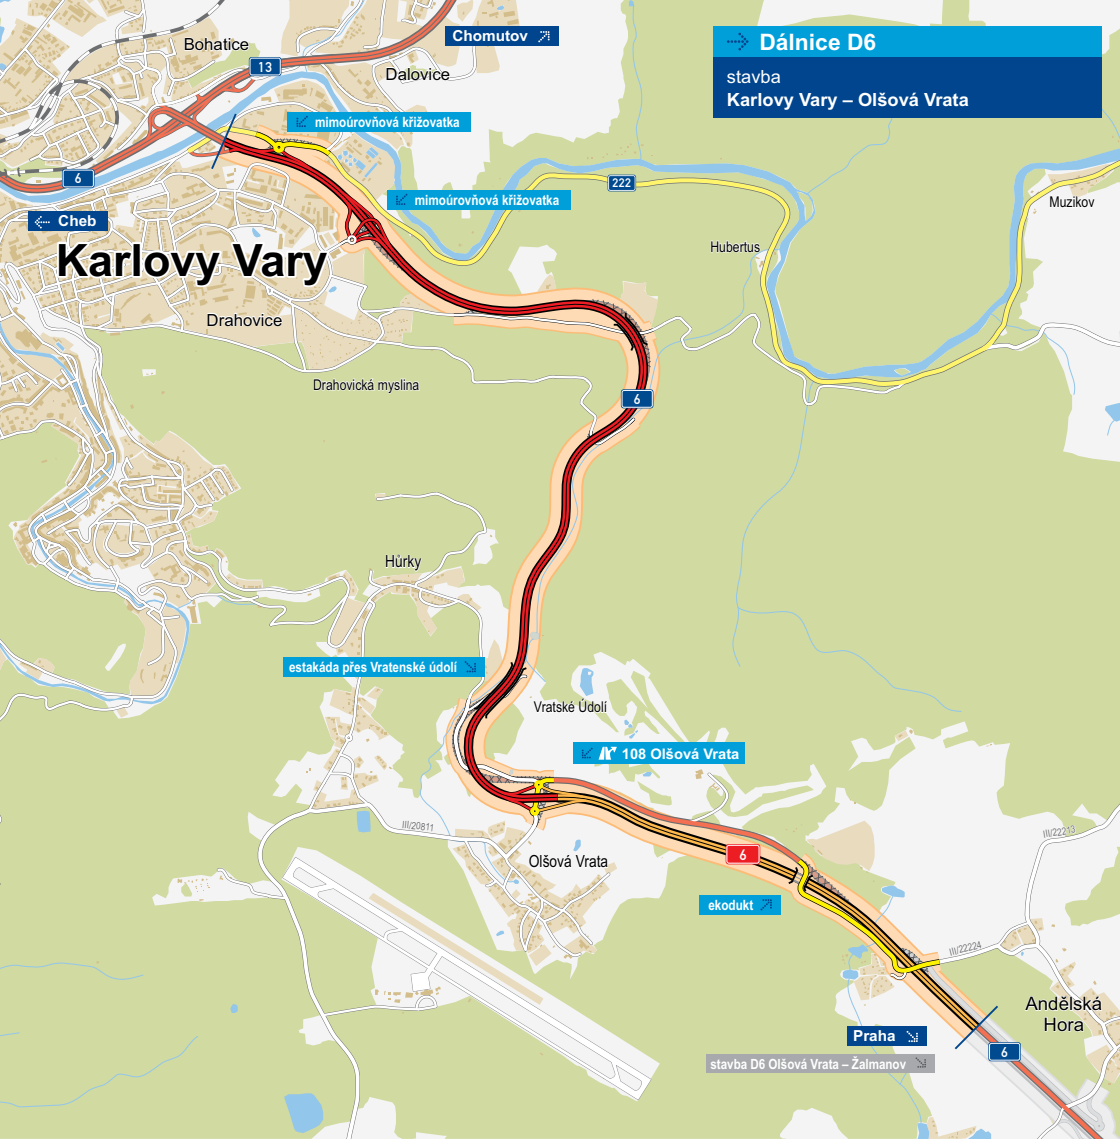 Bohatice
Chomutov
Dálnice D6
stavba
Karlovy Vary – Olšová Vrata
13
Dalovice
mimoúrovňová křižovatka
6
222
mimoúrovňová křižovatka
Muzikov
Cheb
Karlovy Vary
Hubertus
Drahovice
Drahovická myslina
6
Hůrky
estakáda přes Vratenské údolí
Vratské Údolí
108 Olšová Vrata
III/20811
III/22213
6
Olšová Vrata
ekodukt
III/22224
Andělská
Hora
Praha
6
stavba D6 Olšová Vrata – Žalmanov